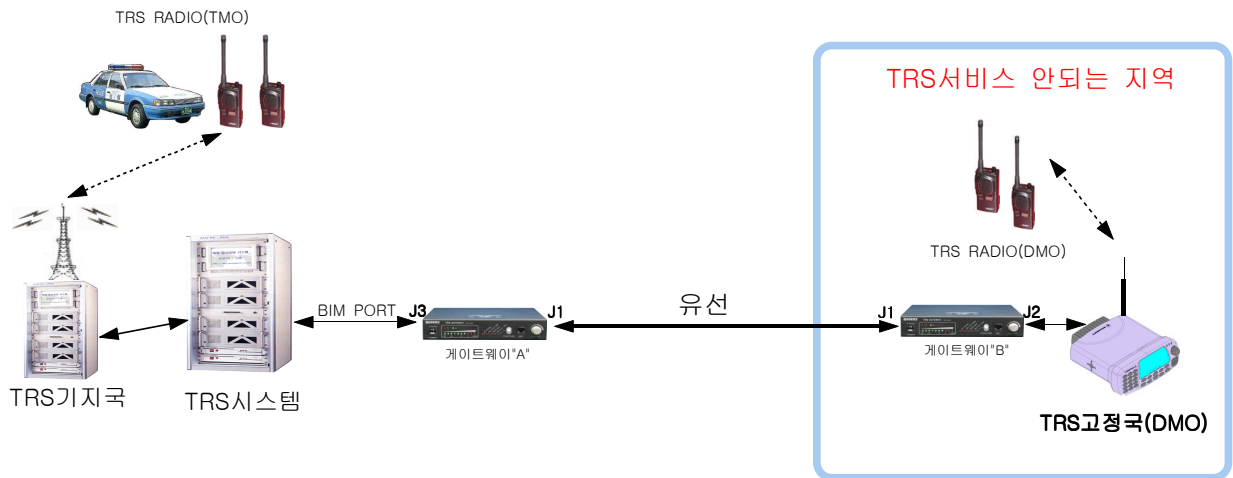 TRS RADIO(TMO)
TRS서비스 안되는 지역
TRS RADIO(DMO)
BIM PORT
J3
J1
유선
J1
J2
게이트웨이"A"
게이트웨이"B"
TRS기지국
TRS시스템
TRS고정국(DMO)